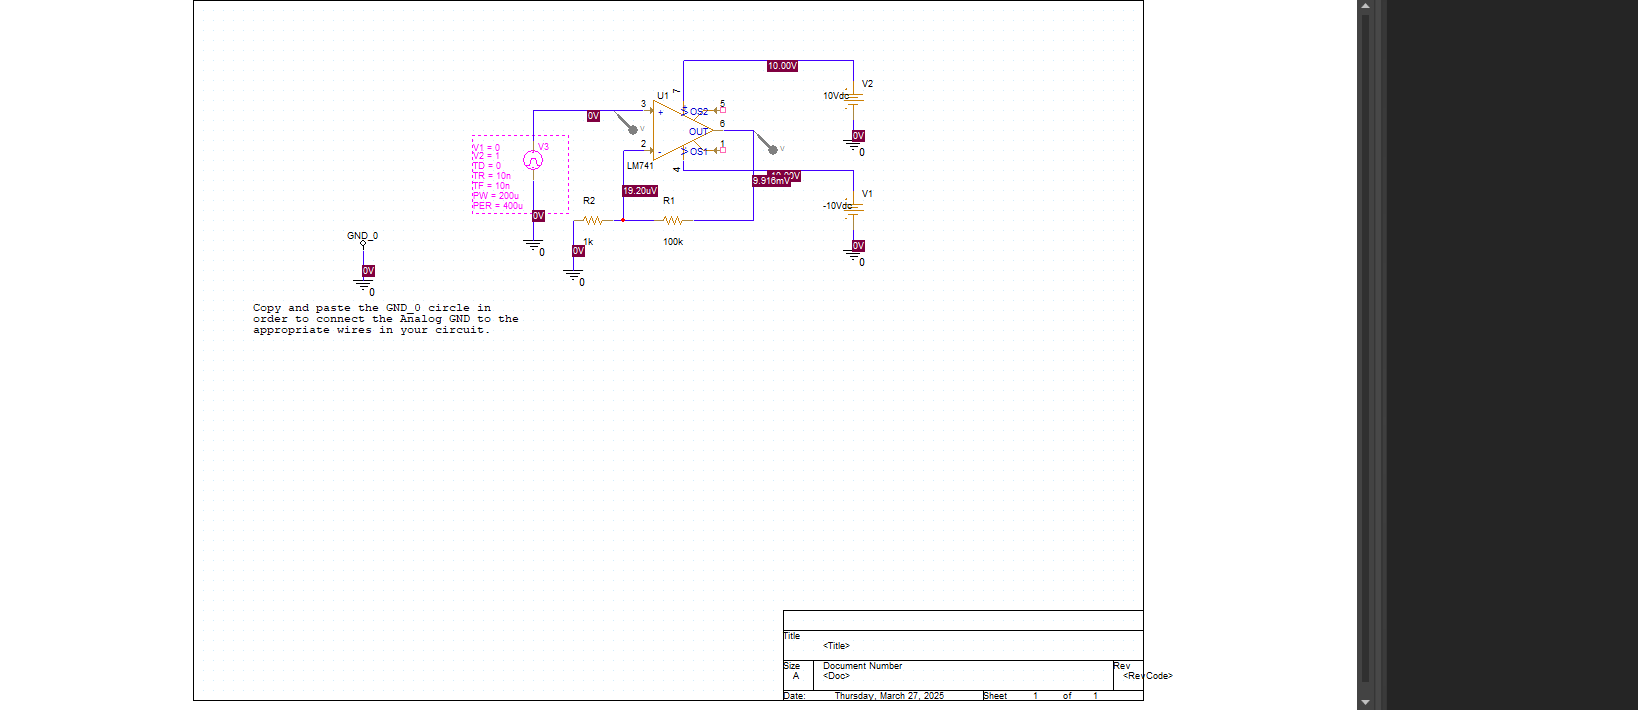 10.00V
V2
10Vdc
0V
0
U1
7
3
+
OS2
5
6
OUT
2
-
OS1
1
LM741
4
0V
V
V
V1 = 0
V2 = 1
TD = 0
TR = 10n
TF = 10n
PW = 200u
PER = 400u
V3
0V
0
19.20uV
9.916mV
V1
-10Vdc
0V
0
R2
1k
R1
100k
0V
0
GND_0
0V
0
Copy and paste the GND_0 circle in
order to connect the Analog GND to the
appropriate wires in your circuit.
Title
<Title>
Size
A
Document Number
<Doc>
Rev
<RevCode>
Date:
Thursday, March 27, 2025
Sheet 1 of 1